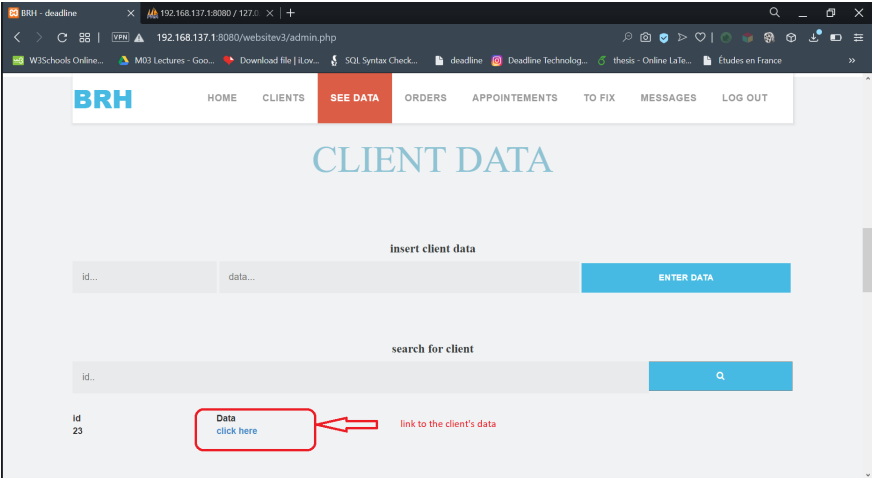 BRH - deadline
192.168.137.1:8080 / 127.0.
VPN
192.168.137.1:8080/websitev3/admin.php
W3Schools Online...
M03 Lectures - Goo...
Download file | iLov...
SQL Syntax Check...
deadline
Deadline Technolog...
thesis - Online LaTe...
Études en France
BRH
HOME
CLIENTS
SEE DATA
ORDERS
APPOINTEMENTS
TO FIX
MESSAGES
LOG OUT
CLIENT DATA
insert client data
id...
data...
ENTER DATA
search for client
id..
id
Data
23
click here
link to the client's data